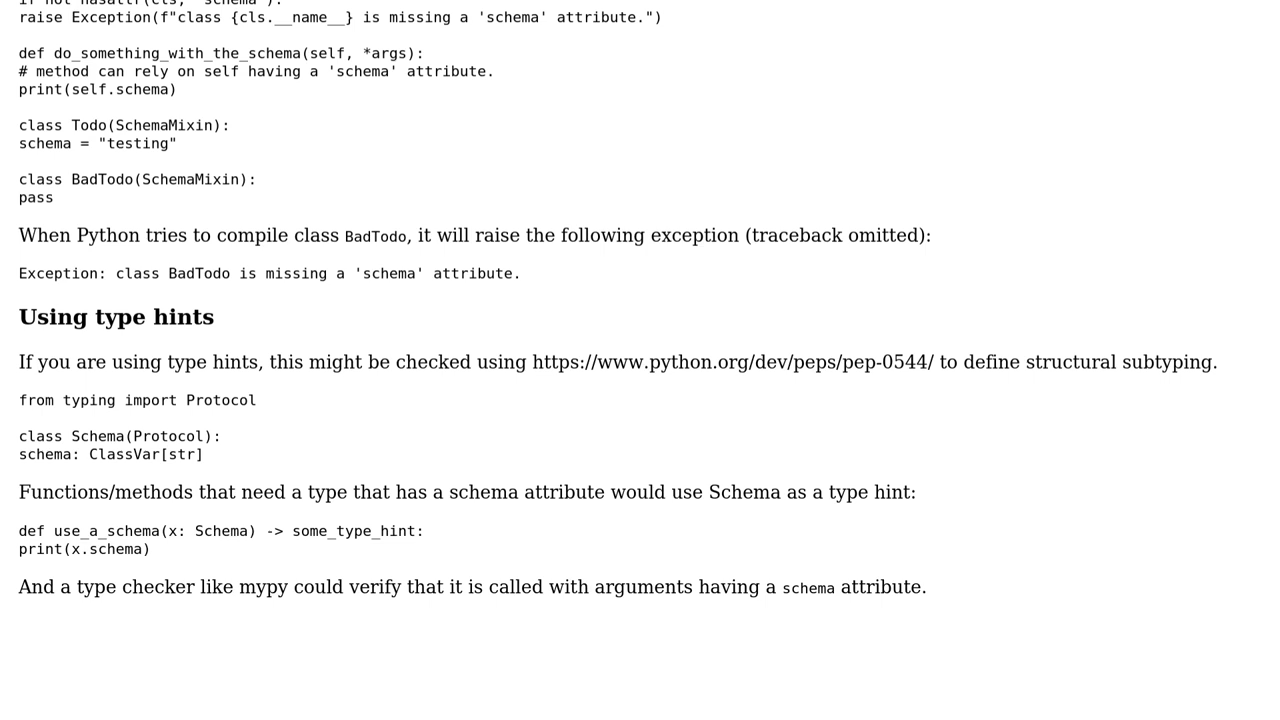 if not hasattr(cls, "schema"):
raise Exception(f"class {cls.__name__} is missing a 'schema' attribute.")
def do_something_with_the_schema(self, *args):
# method can rely on self having a 'schema' attribute.
print(self.schema)
class Todo(SchemaMixin):
schema = "testing"
class BadTodo(SchemaMixin):
pass
When Python tries to compile class BadTodo, it will raise the following exception (traceback omitted):
Exception: class BadTodo is missing a 'schema' attribute.
Using type hints
If you are using type hints, this might be checked using https://www.python.org/dev/peps/pep-0544/ to define structural subtyping.
from typing import Protocol
class Schema(Protocol):
schema: ClassVar[str]
Functions/methods that need a type that has a schema attribute would use Schema as a type hint:
def use_a_schema(x: Schema) -> some_type_hint:
print(x.schema)
And a type checker like mypy could verify that it is called with arguments having a schema attribute.